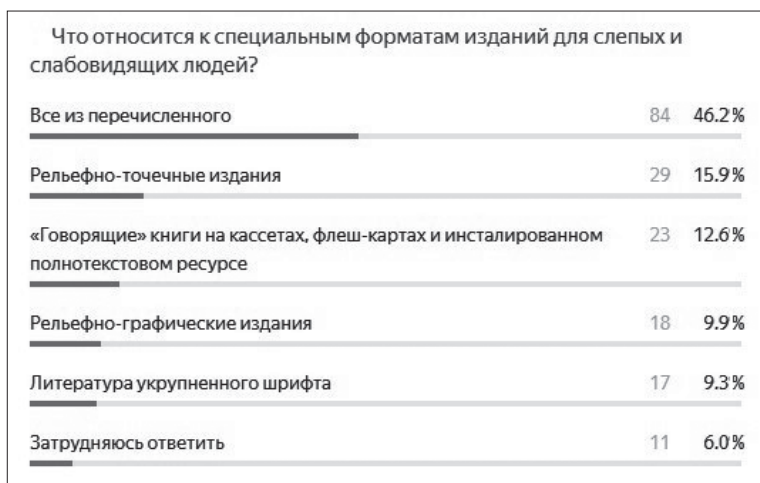 Что относится к специальным форматам изданий для слепых и
слабовидящих людей?
Все из перечисленного 84 46.2%
Рельефно-точечные издания 29 15.9%
«Говорящие» книги на кассетах, флеш-картах и инсталированном 23 12.6%
полнотекстовом ресурсе
Рельефно-графические издания 18 9.9%
Литература укрупненного шрифта 17 9.3%
Затрудняюсь ответить 11 6.0%